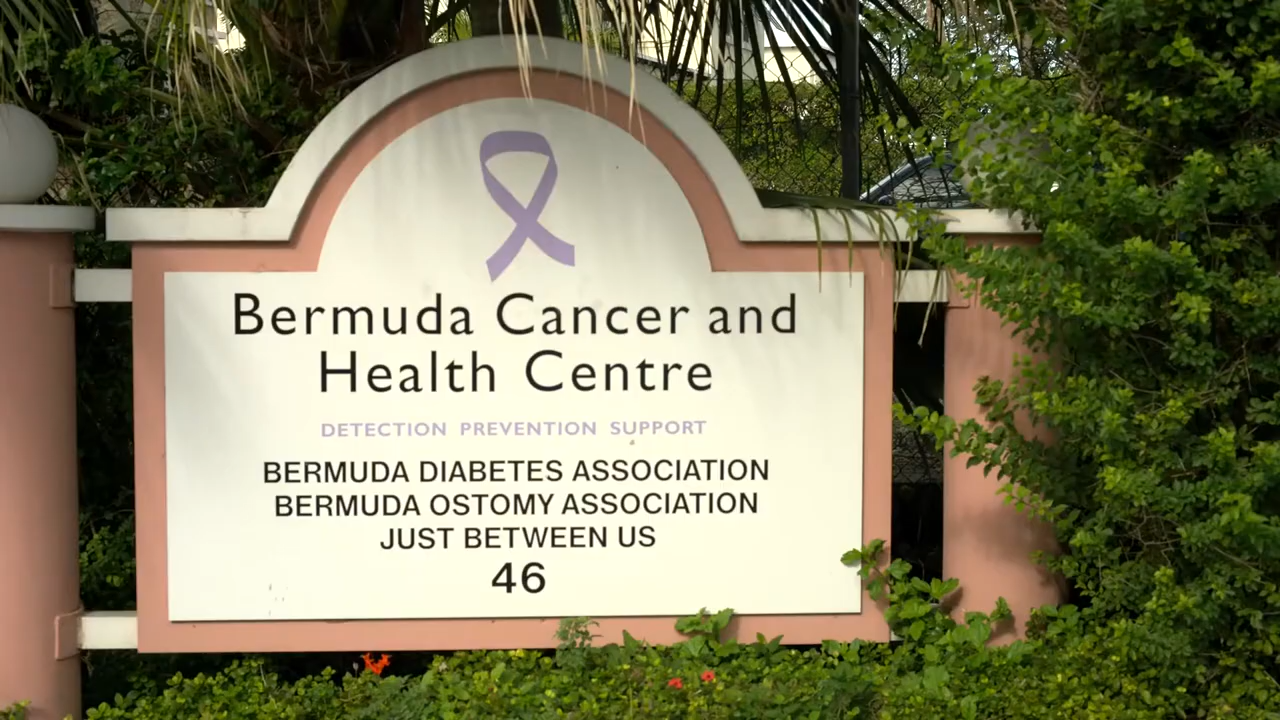 Bermuda Cancer and
Health Centre
DETECTION PREVENTION SUPPORT
BERMUDA DIABETES ASSOCIATION
BERMUDA OSTOMY ASSOCIATION
JUST BETWEEN US
46